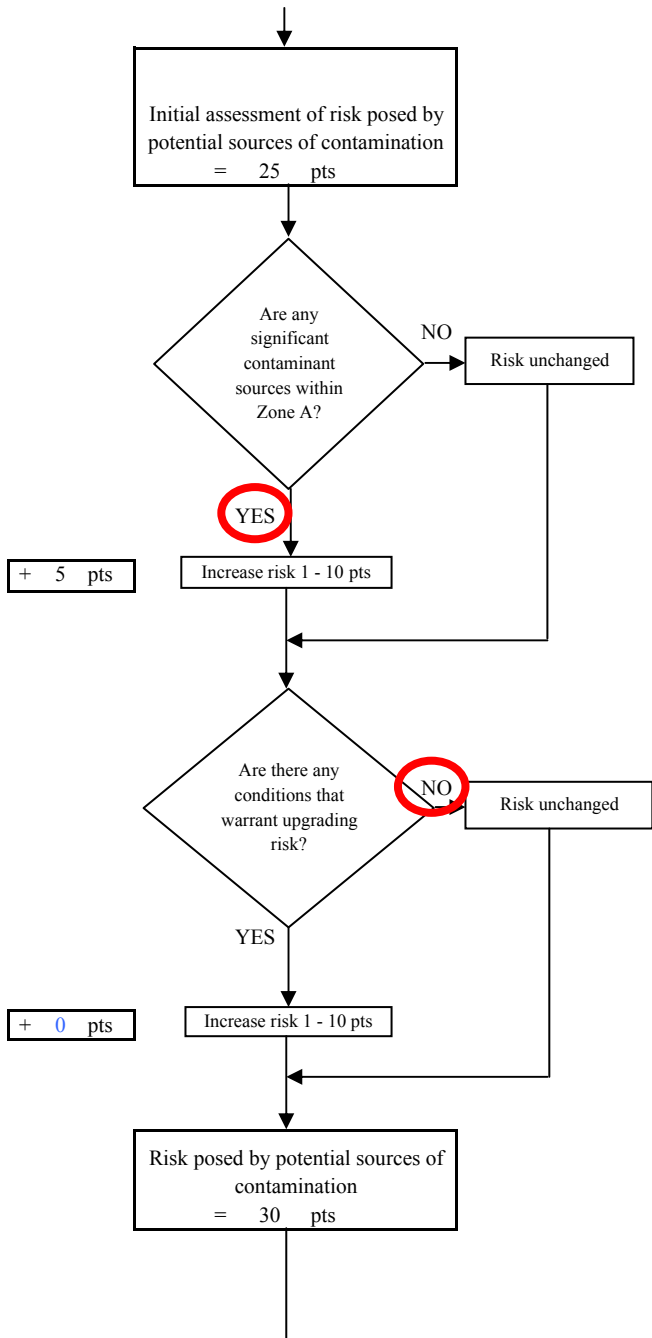 Initial assessment of risk posed by
potential sources of contamination
= 25 pts
Are any
significant
contaminant
sources within
Zone A?
NO
Risk unchanged
YES
+ 5 pts
Increase risk 1 - 10 pts
Are there any
conditions that
warrant upgrading
risk?
NO
Risk unchanged
YES
+ 0 pts
Increase risk 1 - 10 pts
Risk posed by potential sources of
contamination
= 30 pts